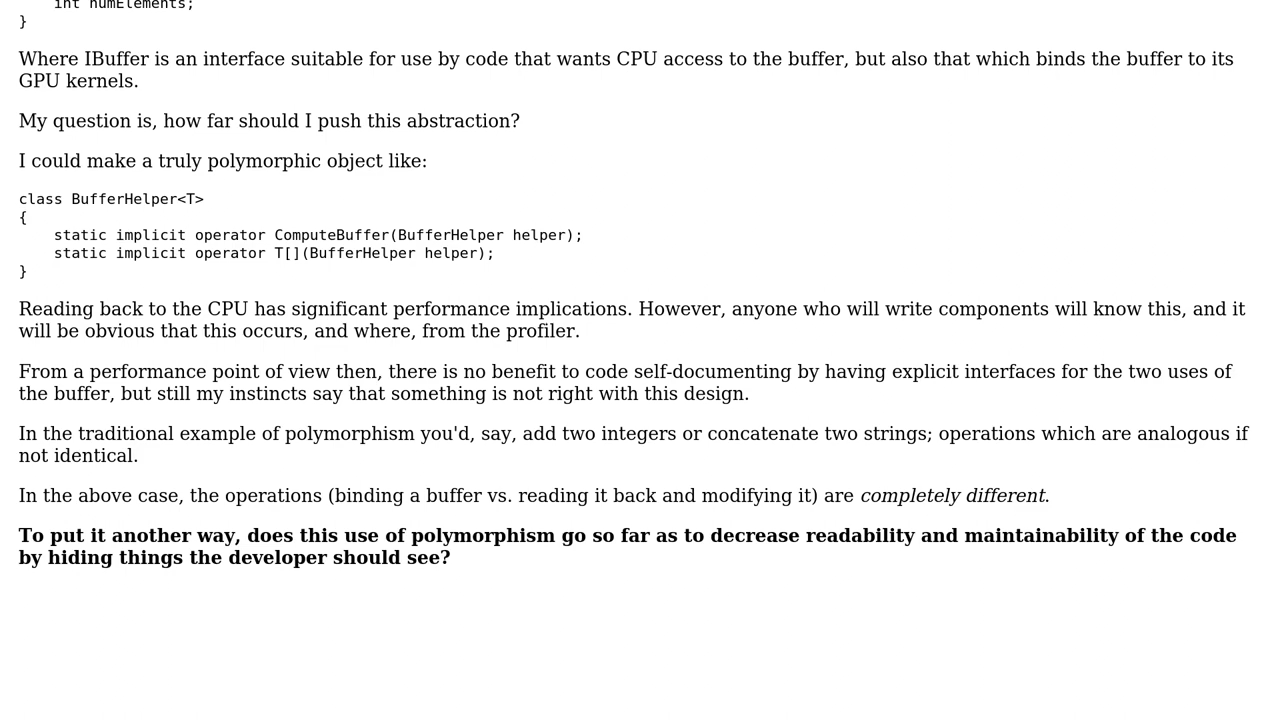 int numElements;
}
Where IBuffer is an interface suitable for use by code that wants CPU access to the buffer, but also that which binds the buffer to its
GPU kernels.
My question is, how far should I push this abstraction?
I could make a truly polymorphic object like:
class BufferHelper<T>
{
    static implicit operator ComputeBuffer(BufferHelper helper);
    static implicit operator T[](BufferHelper helper);
}
Reading back to the CPU has significant performance implications. However, anyone who will write components will know this, and it
will be obvious that this occurs, and where, from the profiler.
From a performance point of view then, there is no benefit to code self-documenting by having explicit interfaces for the two uses of
the buffer, but still my instincts say that something is not right with this design.
In the traditional example of polymorphism you'd, say, add two integers or concatenate two strings; operations which are analogous if
not identical.
In the above case, the operations (binding a buffer vs. reading it back and modifying it) are completely different.
To put it another way, does this use of polymorphism go so far as to decrease readability and maintainability of the code
by hiding things the developer should see?